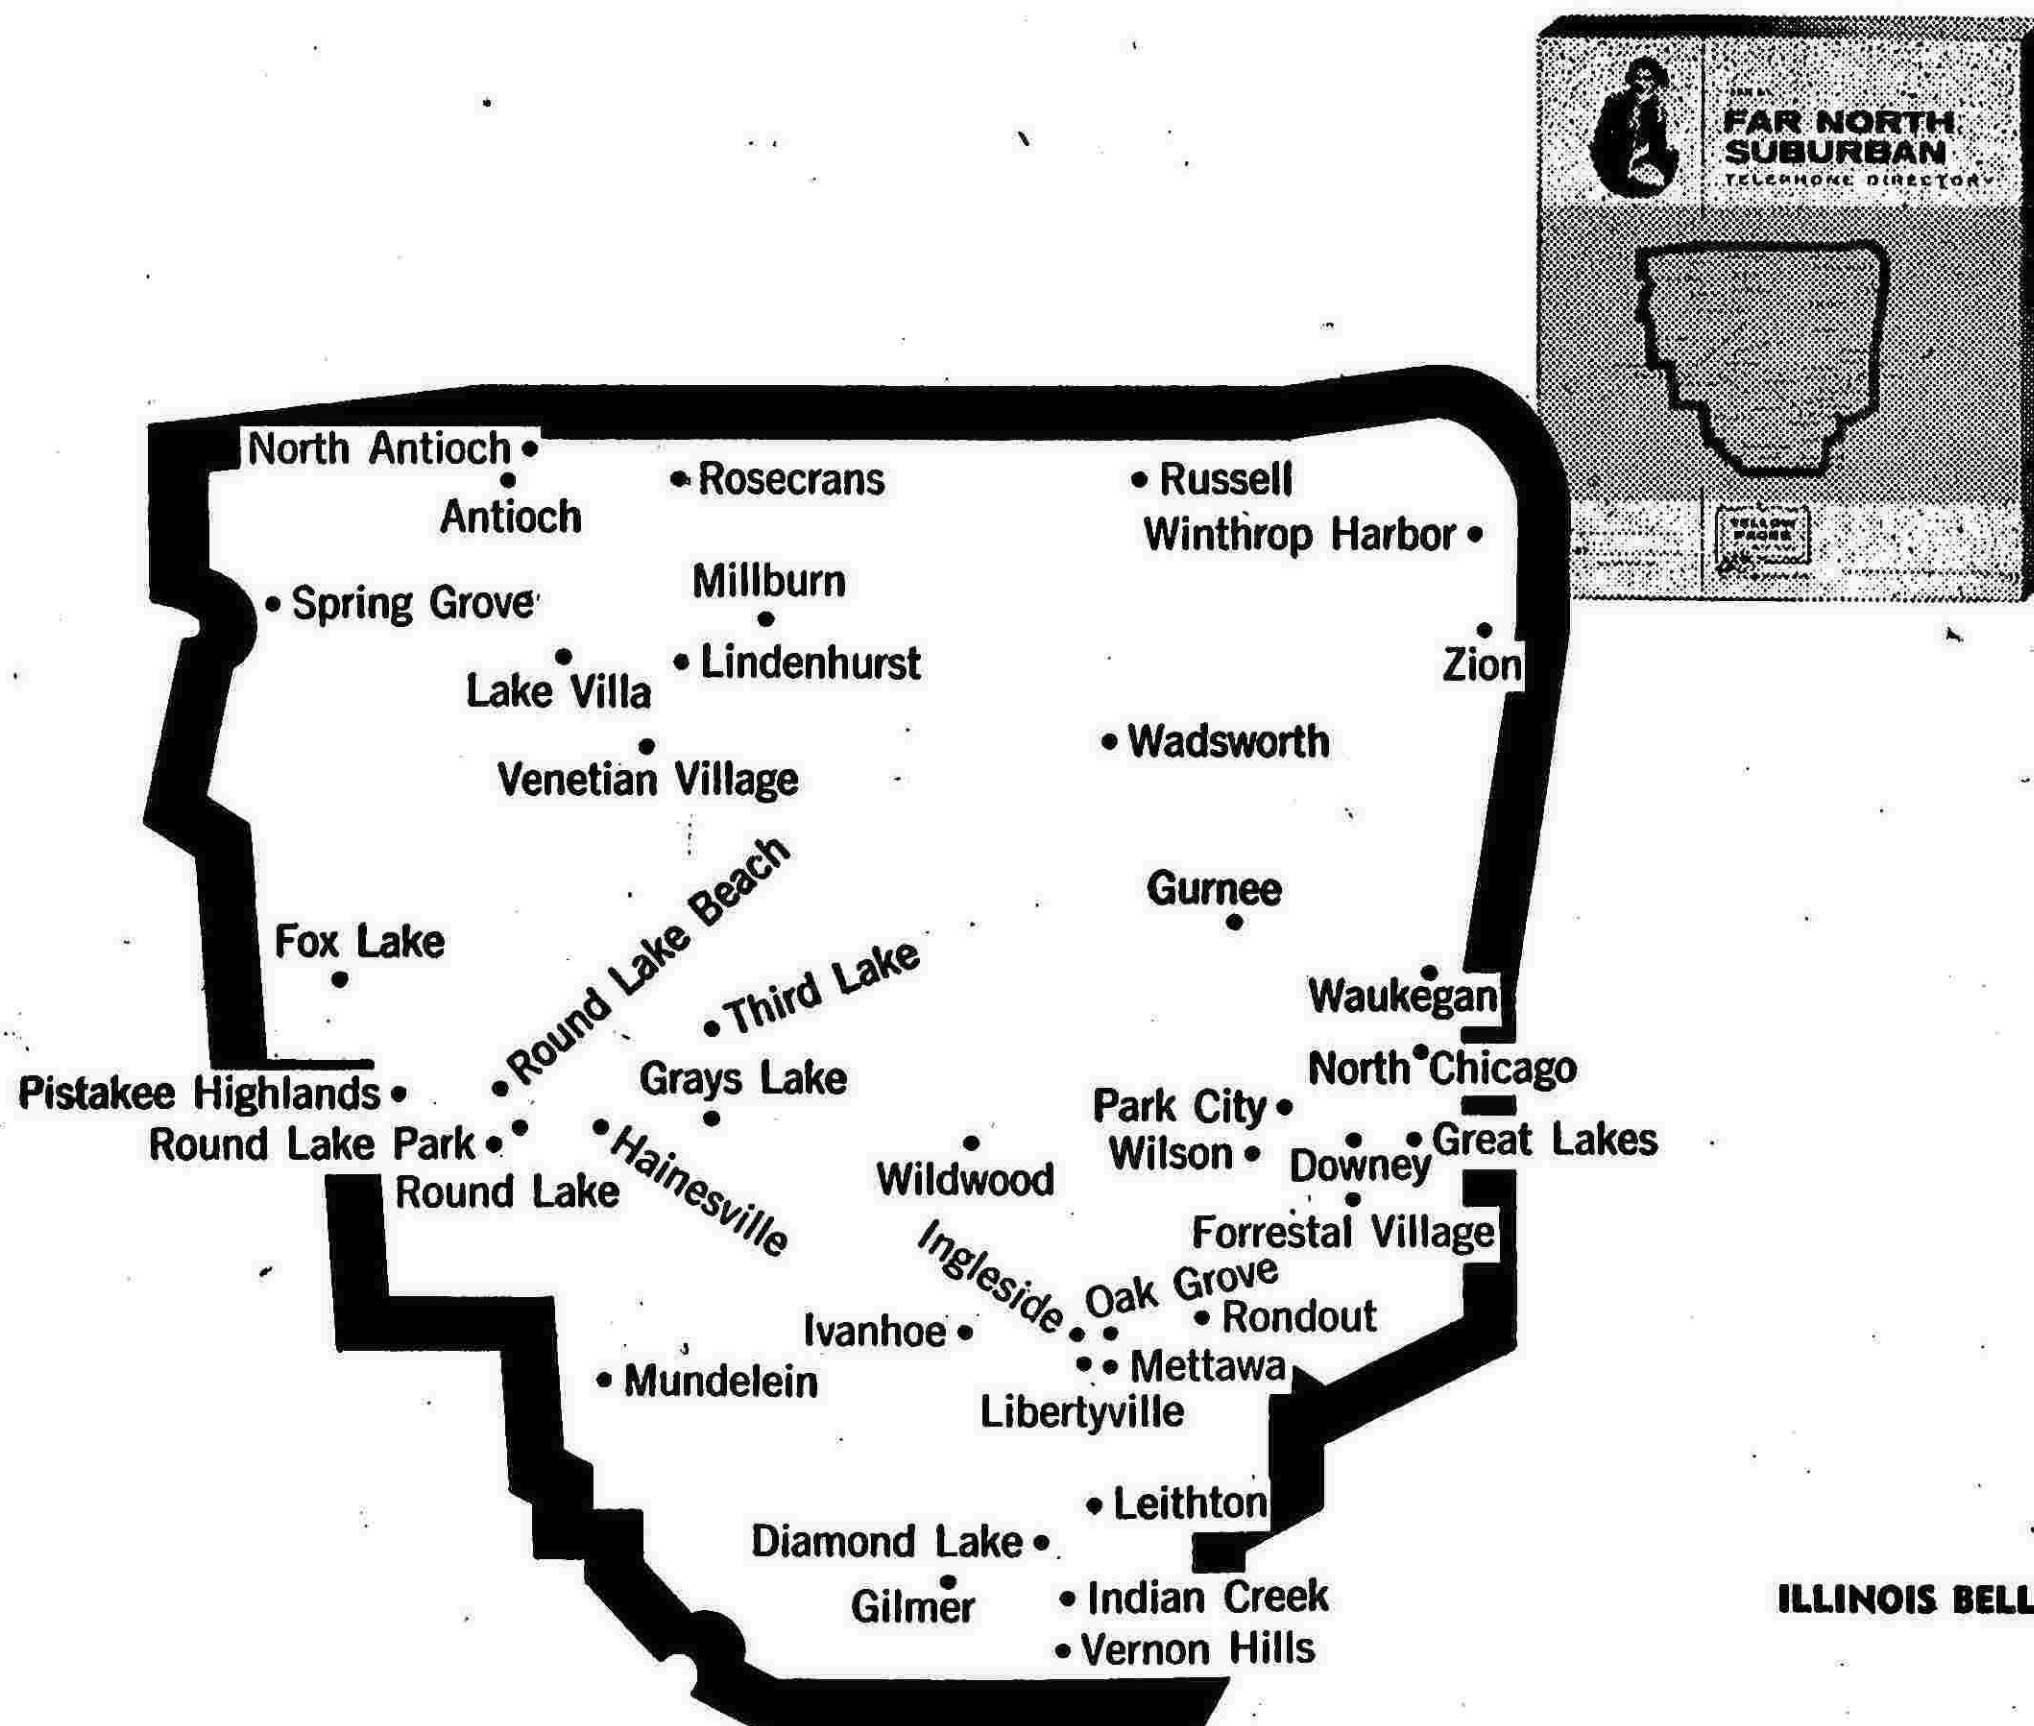 FAR NORTH
SUBURBAN
TELEPHONE DIRECTORY
North Antioch
Rosecrans
Russell
Antioch
Winthrop Harbor
YELLOW
PAGES
Millburn
Spring Grove
Lindenhurst
Zion
Lake Villa
Wadsworth
Venetian Village
Round Lake Beach
Gurnee
Fox Lake
Third Lake
Waukegan
North Chicago
Grays Lake
Pistakee Highlands
Park City
Round Lake Park
Great Lakes
Wilson
Downey
Wildwood
Round Lake
Hainesville
Forrestal Village
Ingleside
Oak Grove
Rondout
Ivanhoe
Mettawa
Mundelein
Libertyville
Leithton
Diamond Lake
Indian Creek
Gilmer
ILLINOIS BELL
Vernon Hills